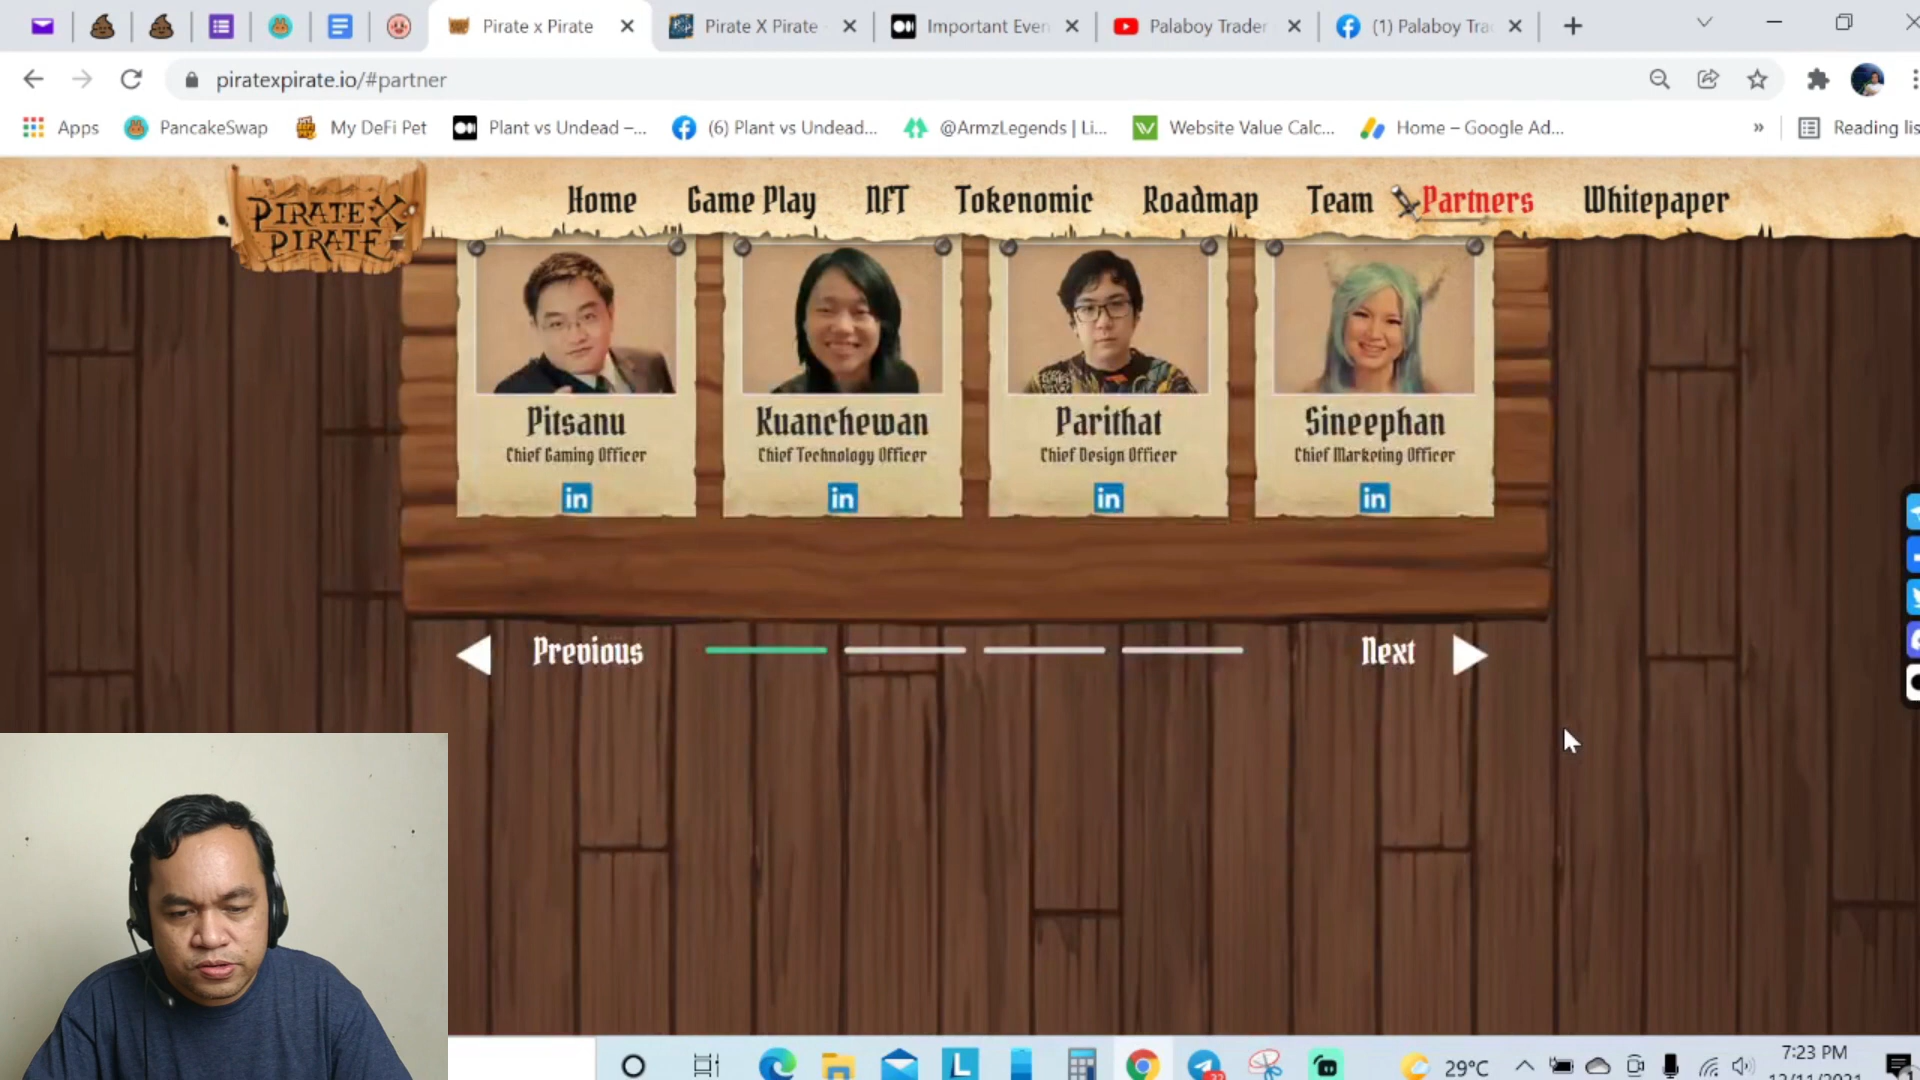 Pirate x Pirate
Pirate X Pirate
Important Even
Palaboy Trader
(1) Palaboy Tra
piratexpirate.io/#partner
Apps
PancakeSwap
My DeFi Pet
Plant vs Undead –...
(6) Plant vs Undead...
@ArmzLegends | Li...
Website Value Calc...
Home – Google Ad...
»
Reading lis
PIRATE X
PIRATE
Home
Game Play
NFT
Tokenomic
Roadmap
Team
Partners
Whitepaper
Pitsanu
Chief Gaming Officer
in
Kuanchewan
Chief Technology Officer
in
Parithat
Chief Design Officer
in
Sineephan
Chief Marketing Officer
in
Previous
Next
29°C
7:23 PM